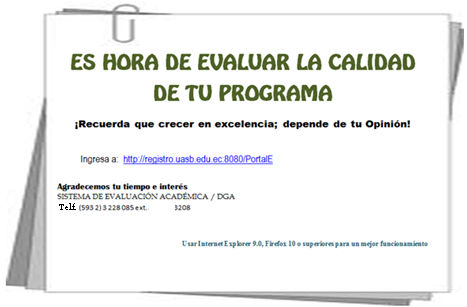 ES HORA DE EVALUAR LA CALIDAD
DE TU PROGRAMA
¡Recuerda que crecer en excelencia; depende de tu Opinión!
Ingresa a: http://registro.uasb.edu.ec:8080/PortalE
Agradecemos tu tiempo e interés
SISTEMA DE EVALUACIÓN ACADÉMICA / DGA
Telf. (593 2) 3 228 085 ext.. 3208
Usar Internet Explorer 9.0, Firefox 10 o superiores para un mejor funcionamiento